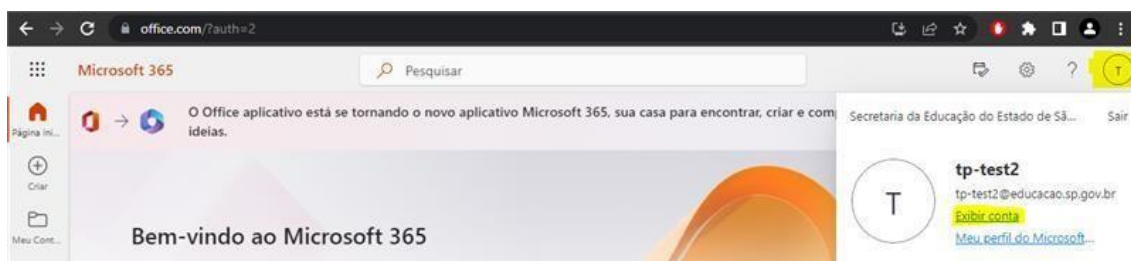 office.com/?auth=2
Microsoft 365
Pesquisar
T
Página Ini...
O Office aplicativo está se tornando o novo aplicativo Microsoft 365, sua casa para encontrar, criar e com
ideias.
Secretaria da Educação do Estado de Sã...
Sair
Criar
T
tp-test2
tp-test2@educacao.sp.gov.br
Exibir conta
Meu perfil do Microsoft...
Meu Cont...
Bem-vindo ao Microsoft 365